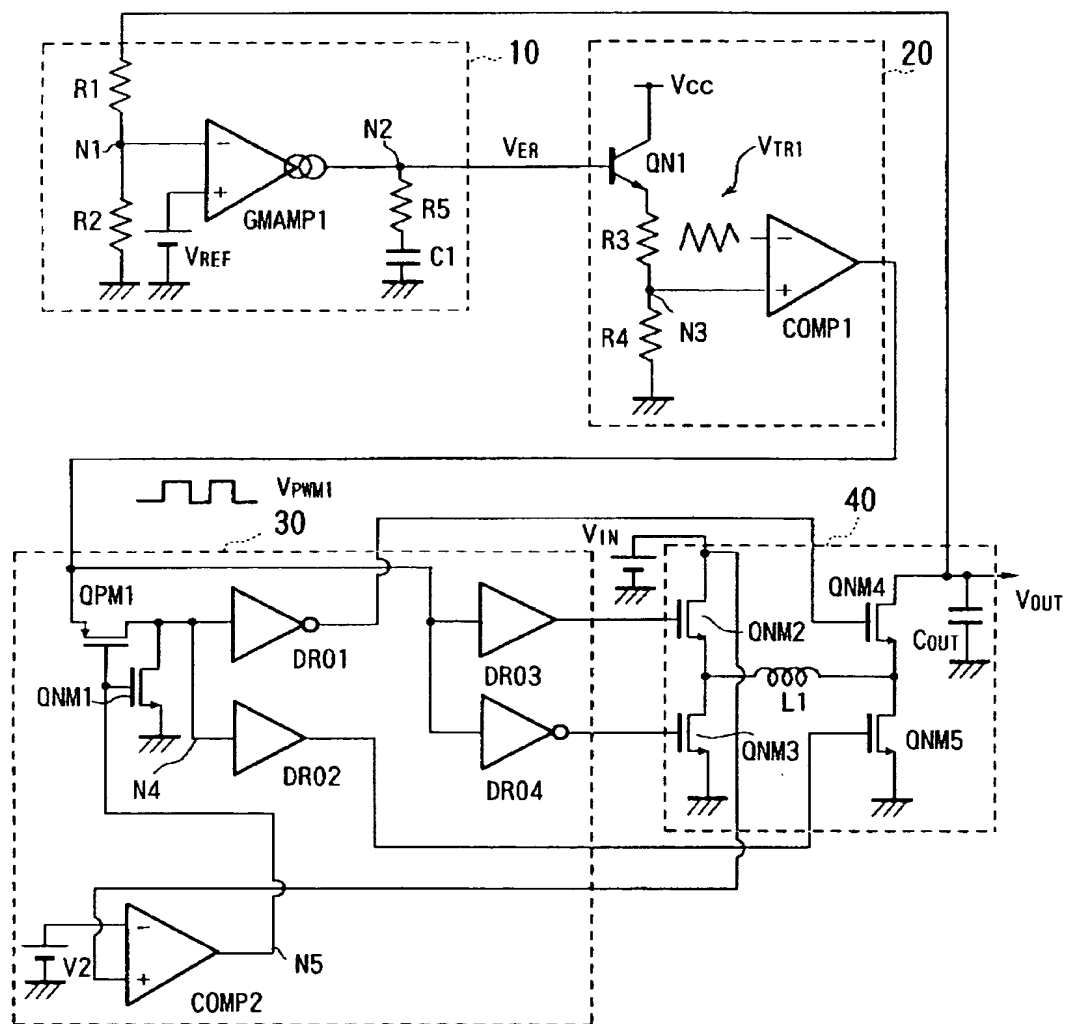 10
R1
N1
R2
VREF
GMAMP1
N2
R5
C1
VER
20
VCC
QN1
VTR1
R3
N3
R4
COMP1
VPWM1
30
QPM1
QNM1
N4
DR01
DR02
DR03
DR04
VIN
40
QNM2
QNM3
L1
QNM4
QNM5
COUT
VOUT
V2
COMP2
N5
-
+
-
+
-
+